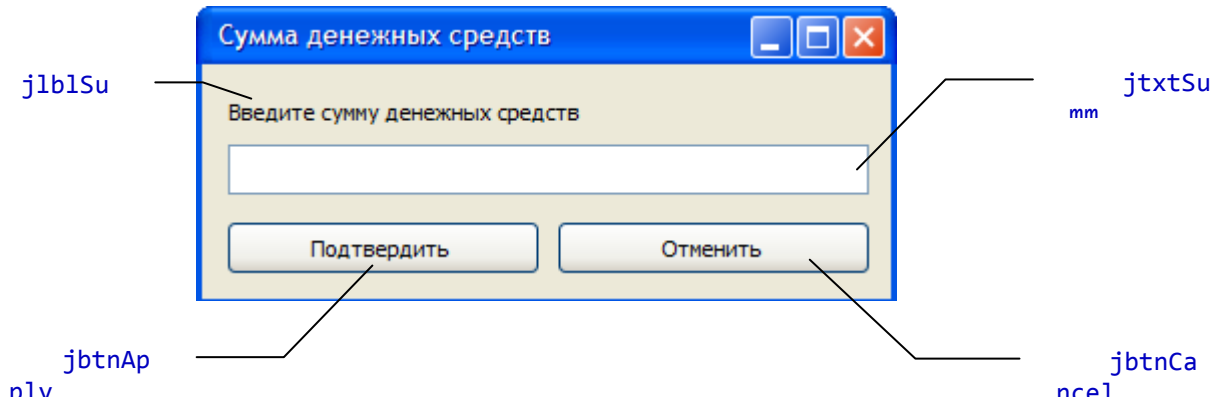 Сумма денежных средств
jlblSu
jtxtSu
mm
Введите сумму денежных средств
Подтвердить
Отменить
jbtnAp
ply
jbtnCa
ncel